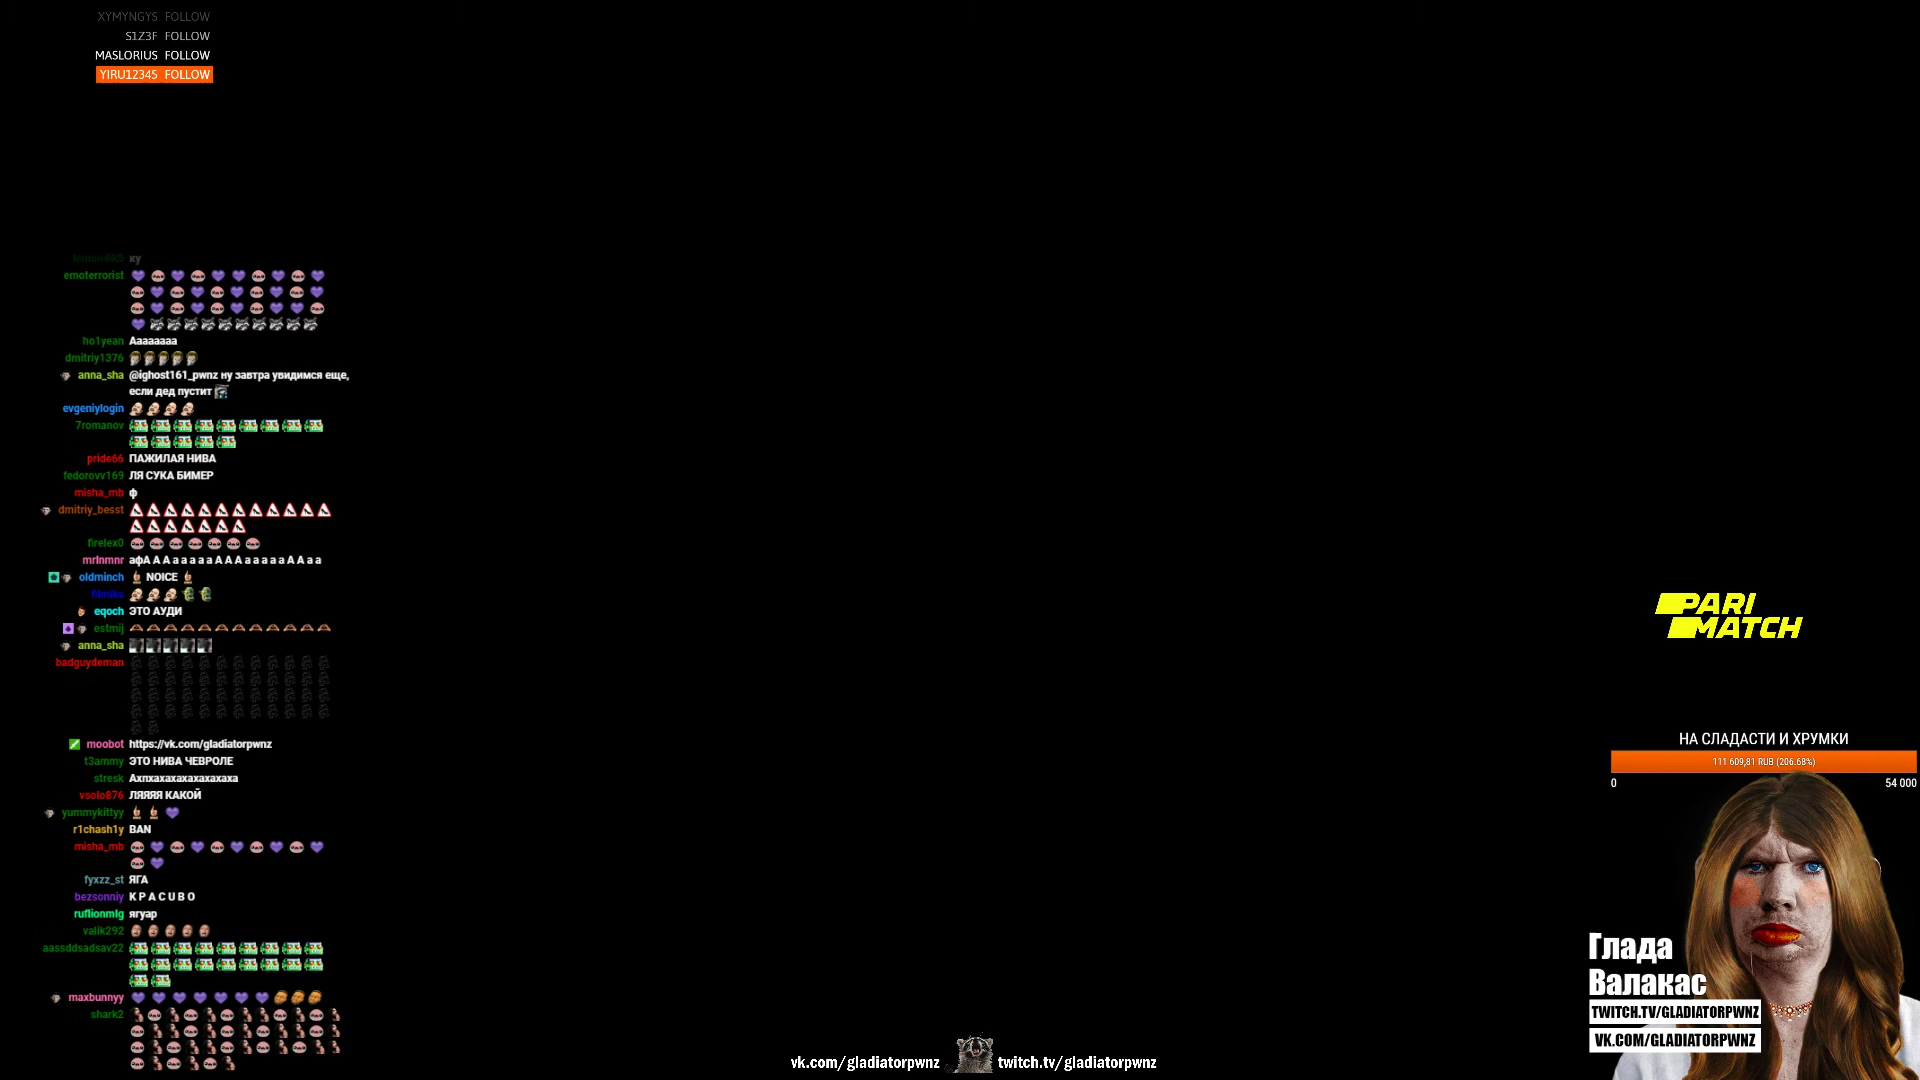 XYMYNGYS FOLLOW
S1Z3F FOLLOW
MASLORIUS FOLLOW
YIRU12345 FOLLOW
ку
emoterrorist
ho1yean Аааааааа
dmitriy1376
anna_sha @ighost161_pwnz ну завтра увидимся еще,
если дед пустит
evgeniylogin
7romanov
pride66 ПАЖИЛАЯ НИВА
fedorovv169 ЛЯ СУКА БИМЕР
misha_mb ф
dmitriy_besst
firelex0
mrlnmnr афА А А а а а а а А А А а а а а а А А а а
oldminch NOICE
filmiks
eqoch ЭТО АУДИ
estmij
anna_sha
badguydeman
moobot https://vk.com/gladiatorpwnz
t3ammy ЭТО НИВА ЧЕВРОЛЕ
stresk Ахпхахахахахахахаха
vsolo876 ЛЯЯЯЯ КАКОЙ
yummykittyy
r1chash1y BAN
misha_mb
fyxzz_st ЯГА
bezsonniy K P A C U B O
ruflionmlg ягуар
valik292
aassddsadsav22
maxbunnyy
shark2
PARI
MATCH
НА СЛАДАСТИ И ХРУМКИ
111 609,81 RUB (206.68%)
0 54 000
Глада
Валакас
TWITCH.TV/GLADIATORPWNZ
VK.COM/GLADIATORPWNZ
vk.com/gladiatorpwnz twitch.tv/gladiatorpwnz